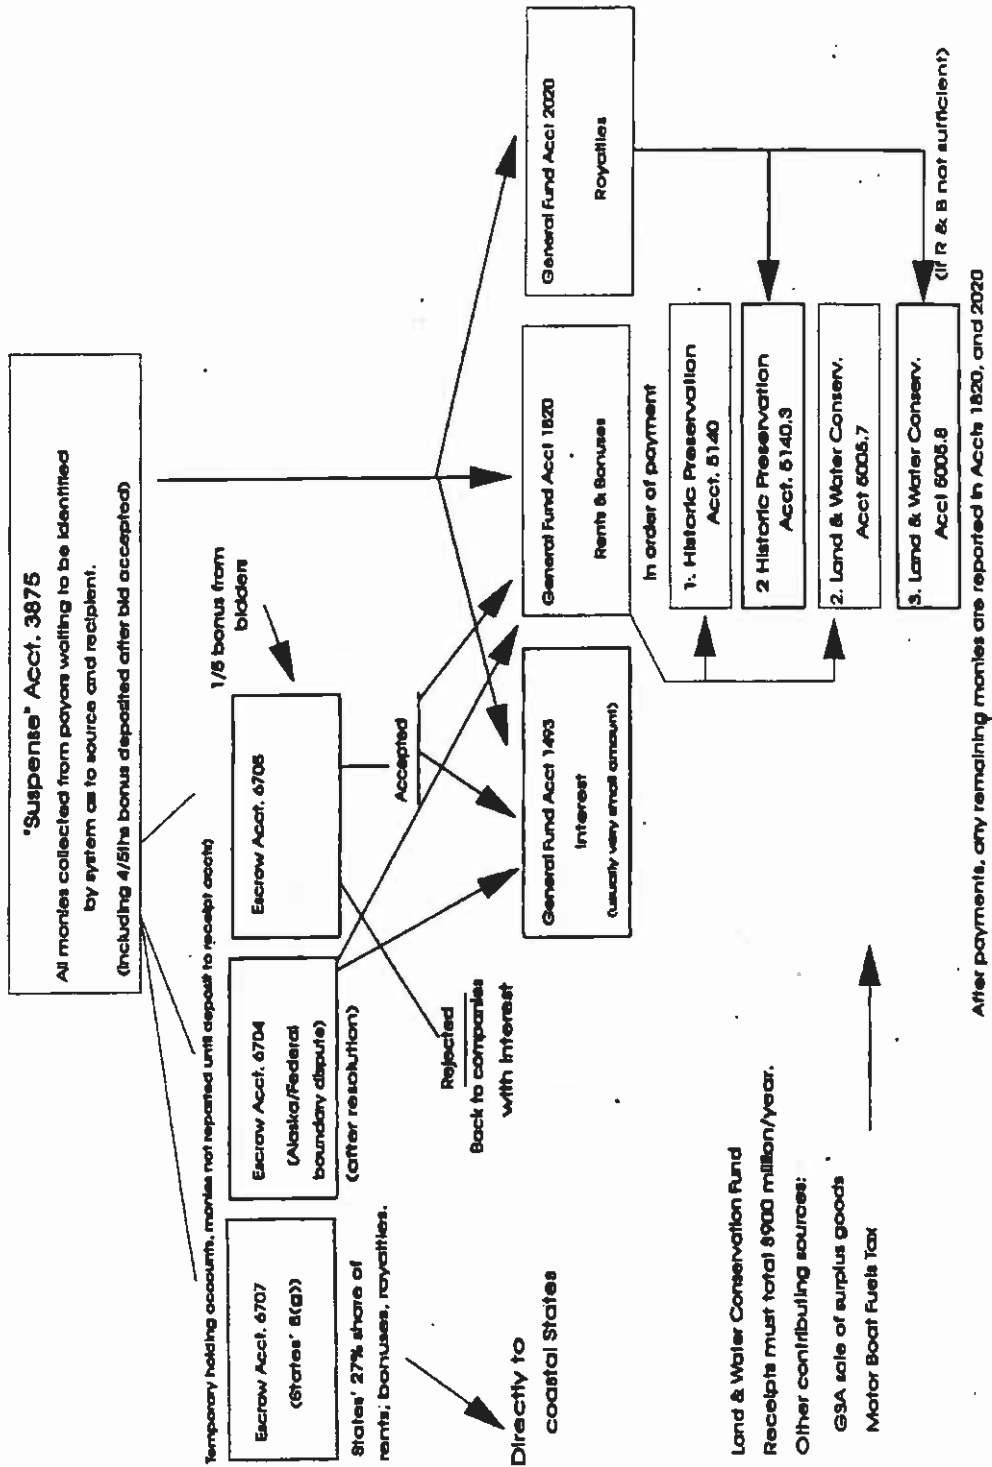 "Suspense" Acct. 3875
All monies collected from payors waiting to be identified
by system as to source and recipient.
(Including 4/5ths bonus deposited after bid accepted)
Temporary holding accounts, monies not reported until deposit to receipt accts)
1/5 bonus from
bidders
Escrow Acct. 6707
(States' 8(g))
States' 27% share of
rents; bonuses, royalties.
Directly to
coastal States
Escrow Acct. 6704
(Alaska/Federal
boundary dispute)
(after resolution)
Escrow Acct. 6705
Rejected
Back to companies
with Interest
Accepted
General Fund Acct 1493
Interest
(usually very small amount)
General Fund Acct 1820
Rents & Bonuses
General Fund Acct 2020
Royalties
In order of payment
1. Historic Preservation
Acct. 5140
2 Historic Preservation
Acct. 5140.3
2. Land & Water Conserv.
Acct 5005.7
3. Land & Water Conserv.
Acct 5005.8
(If R & B not sufficient)
Land & Water Conservation Fund
Receipts must total $900 million/year.
Other contributing sources:
GSA sale of surplus goods
Motor Boat Fuels Tax
After payments, any remaining monies are reported in Accts 1820, and 2020